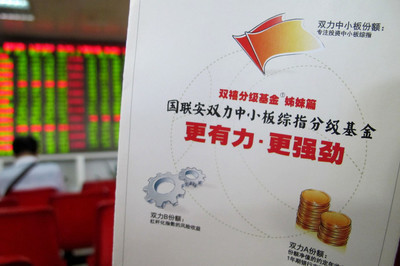 双力中小板份额:
专注投资中小板综指
双禧分级基金 姊妹篇
国联安双力中小板综指分级基金
更有力·更强劲
双力B份额:
双力A份额: